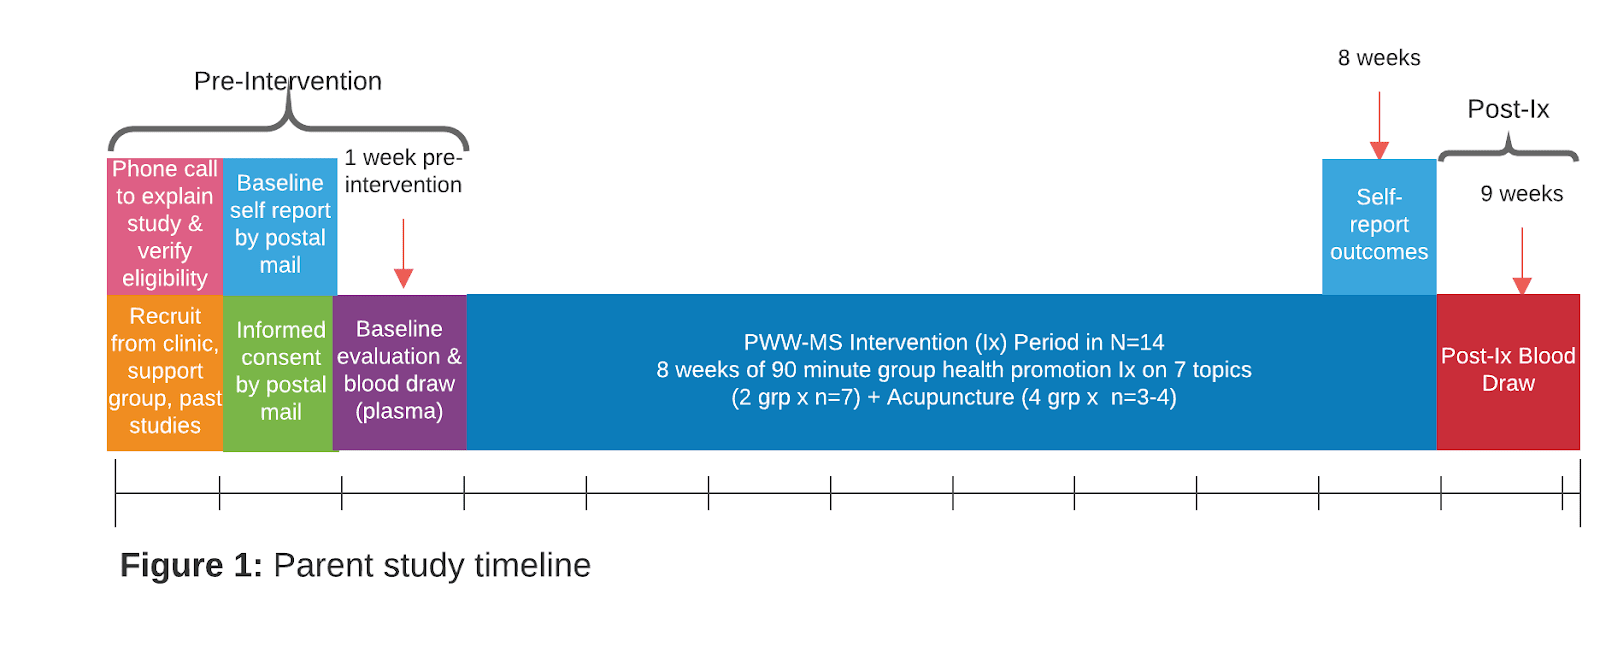 Pre-Intervention
8 weeks
Post-Ix
1 week pre-
intervention
9 weeks
Phone call
to explain
study &
verify
eligibility
Baseline
self report
by postal
mail
Self-
report
outcomes
Recruit
from clinic,
support
group, past
studies
Informed
consent
by postal
mail
Baseline
evaluation &
blood draw
(plasma)
PWW-MS Intervention (Ix) Period in N=14
8 weeks of 90 minute group health promotion Ix on 7 topics
(2 grp x n=7) + Acupuncture (4 grp x  n=3-4)
Post-Ix Blood
Draw
Figure 1: Parent study timeline